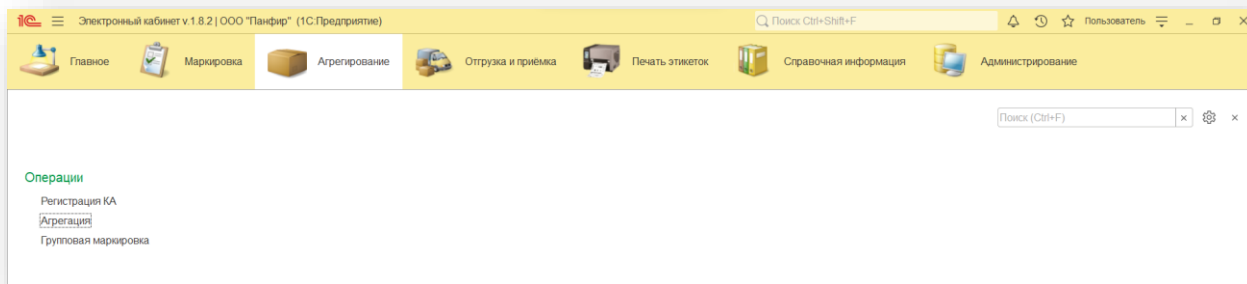 1С Электронный кабинет v.1.8.2 | ООО "Панфир" (1С:Предприятие) Поиск Ctrl+Shift+F Пользователь
Главное Маркировка Агрегирование Отгрузка и приёмка Печать этикеток Справочная информация Администрирование
Поиск (Ctrl+F)
Операции
Регистрация КА
Агрегация
Групповая маркировка